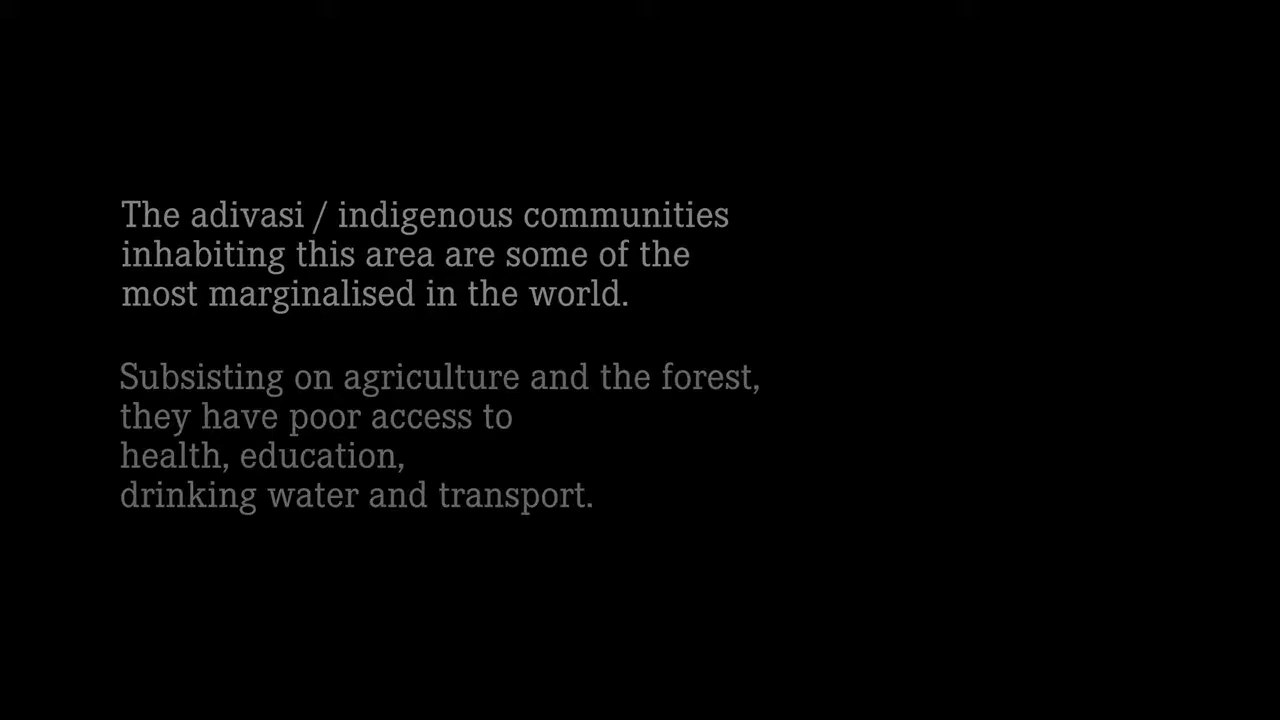 The adivasi / indigenous communities
inhabiting this area are some of the
most marginalised in the world.
Subsisting on agriculture and the forest,
they have poor access to
health, education,
drinking water and transport.